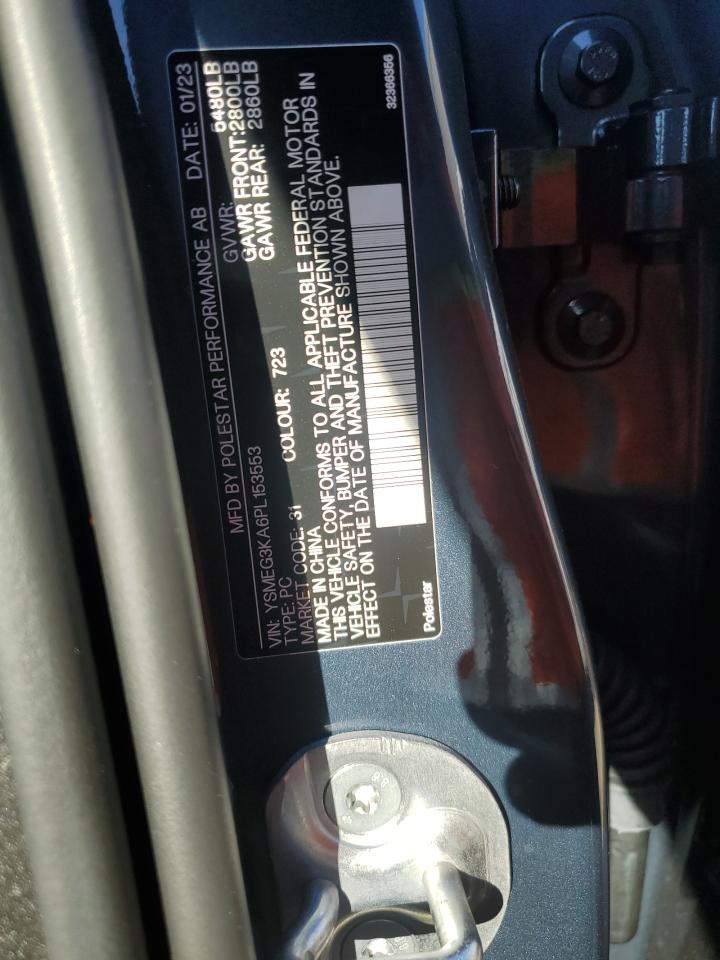 MFD BY POLESTAR PERFORMANCE AB DATE: 01/23
VIN: YSMEG3KA6PL153553 GVWR: 5480LB
TYPE: PC GAWR FRONT:2800LB
MARKET CODE: 31 COLOUR: 723 GAWR REAR: 2860LB
MADE IN CHINA
THIS VEHICLE CONFORMS TO ALL APPLICABLE FEDERAL MOTOR
VEHICLE SAFETY, BUMPER AND THEFT PREVENTION STANDARDS IN
EFFECT ON THE DATE OF MANUFACTURE SHOWN ABOVE.
Polestar
32366356